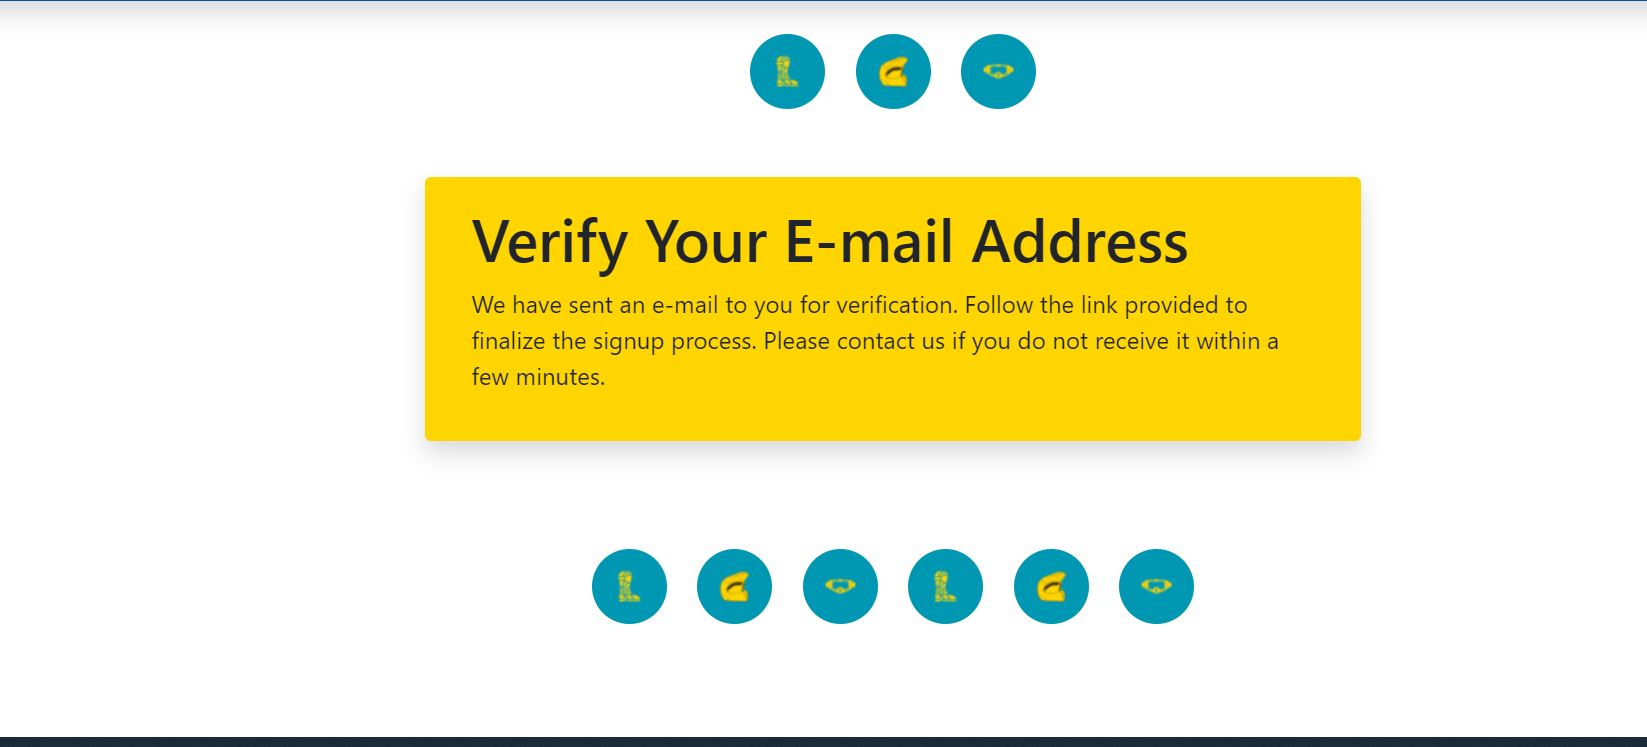 Verify Your E-mail Address
We have sent an e-mail to you for verification. Follow the link provided to
finalize the signup process. Please contact us if you do not receive it within a
few minutes.